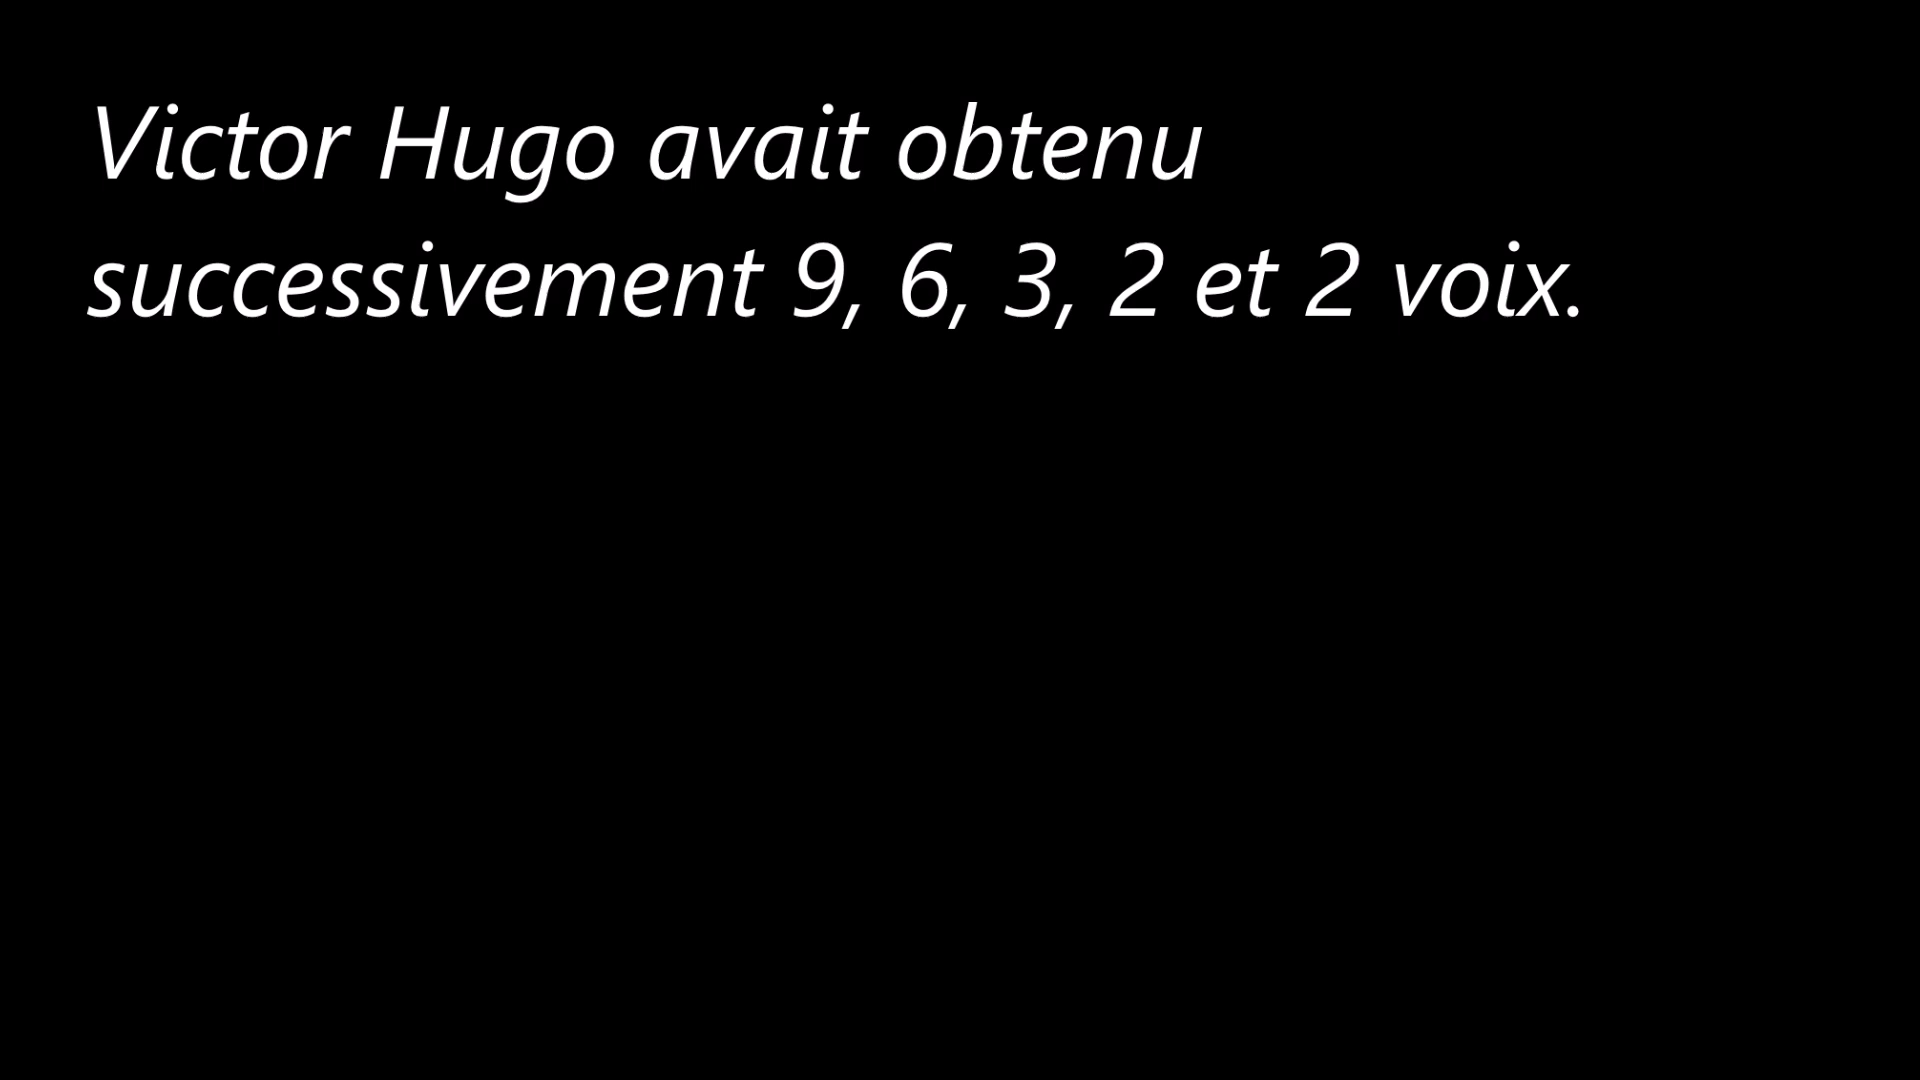 Victor Hugo avait obtenu
successivement 9, 6, 3, 2 et 2 voix.